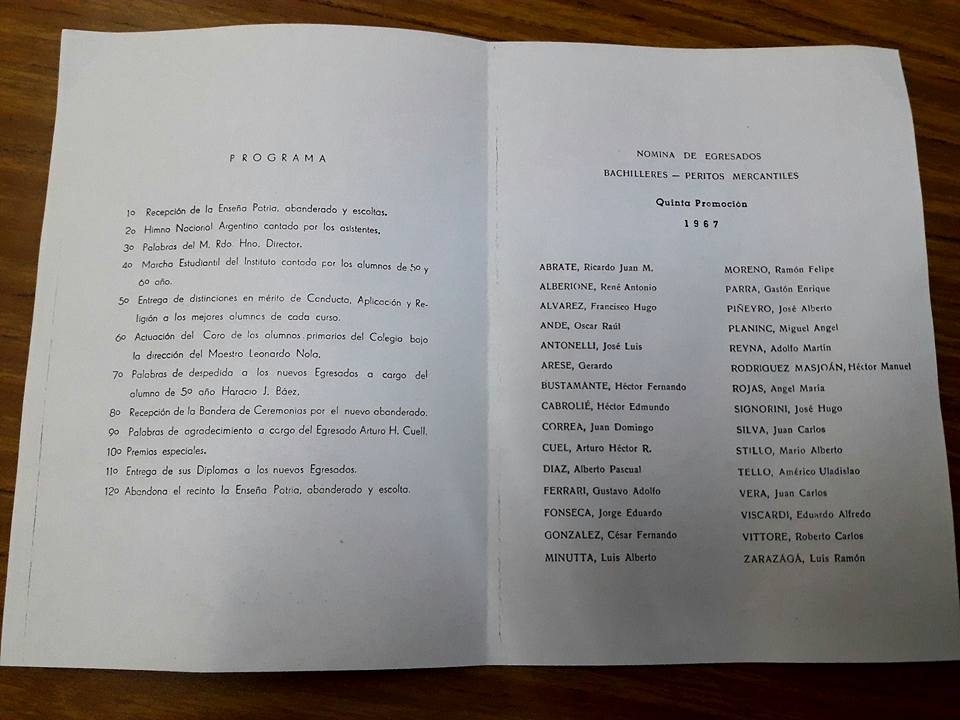 PROGRAMA
1o Recepción de la Enseña Patria, abanderado y escoltas.
2o Himno Nacional Argentino cantado por los asistentes.
3o Palabras del M. Rdo. Hno. Director.
4o Marcha Estudiantil del Instituto cantada por los alumnos de 5o y
6o año.
5o Entrega de distinciones en mérito de Conducta, Aplicación y Re-
ligión a los mejores alumnos de cada curso.
6o Actuación del Coro de los alumnos primarios del Colegio bajo
la dirección del Maestro Leonardo Nola.
7o Palabras de despedida a los nuevos Egresados a cargo del
alumno de 5o año Horacio J. Báez.
8o Recepción de la Bandera de Ceremonias por el nuevo abanderado.
9o Palabras de agradecimiento a cargo del Egresado Arturo H. Cuell.
10o Premios especiales.
11o Entrega de sus Diplomas a los nuevos Egresados.
12o Abandona el recinto la Enseña Patria, abanderado y escolta.
NOMINA DE EGRESADOS
BACHILLERES — PERITOS MERCANTILES
Quinta Promoción
1967
ABRATE, Ricardo Juan M.
ALBERIONE, René Antonio
ALVAREZ, Francisco Hugo
ANDE, Oscar Raúl
ANTONELLI, José Luis
ARESE, Gerardo
BUSTAMANTE, Héctor Fernando
CABROLIÉ, Héctor Edmundo
CORREA, Juan Domingo
CUEL, Arturo Héctor R.
DIAZ, Alberto Pascual
FERRARI, Gustavo Adolfo
FONSECA, Jorge Eduardo
GONZALEZ, César Fernando
MINUTTA, Luis Alberto
MORENO, Ramón Felipe
PARRA, Gastón Enrique
PIÑEYRO, José Alberto
PLANINC, Miguel Angel
REYNA, Adolfo Martín
RODRIGUEZ MASJOÁN, Héctor Manuel
ROJAS, Angel María
SIGNORINI, José Hugo
SILVA, Juan Carlos
STILLO, Mario Alberto
TELLO, Américo Uladislao
VERA, Juan Carlos
VISCARDI, Eduardo Alfredo
VITTORE, Roberto Carlos
ZARAZAGÁ, Luis Ramón